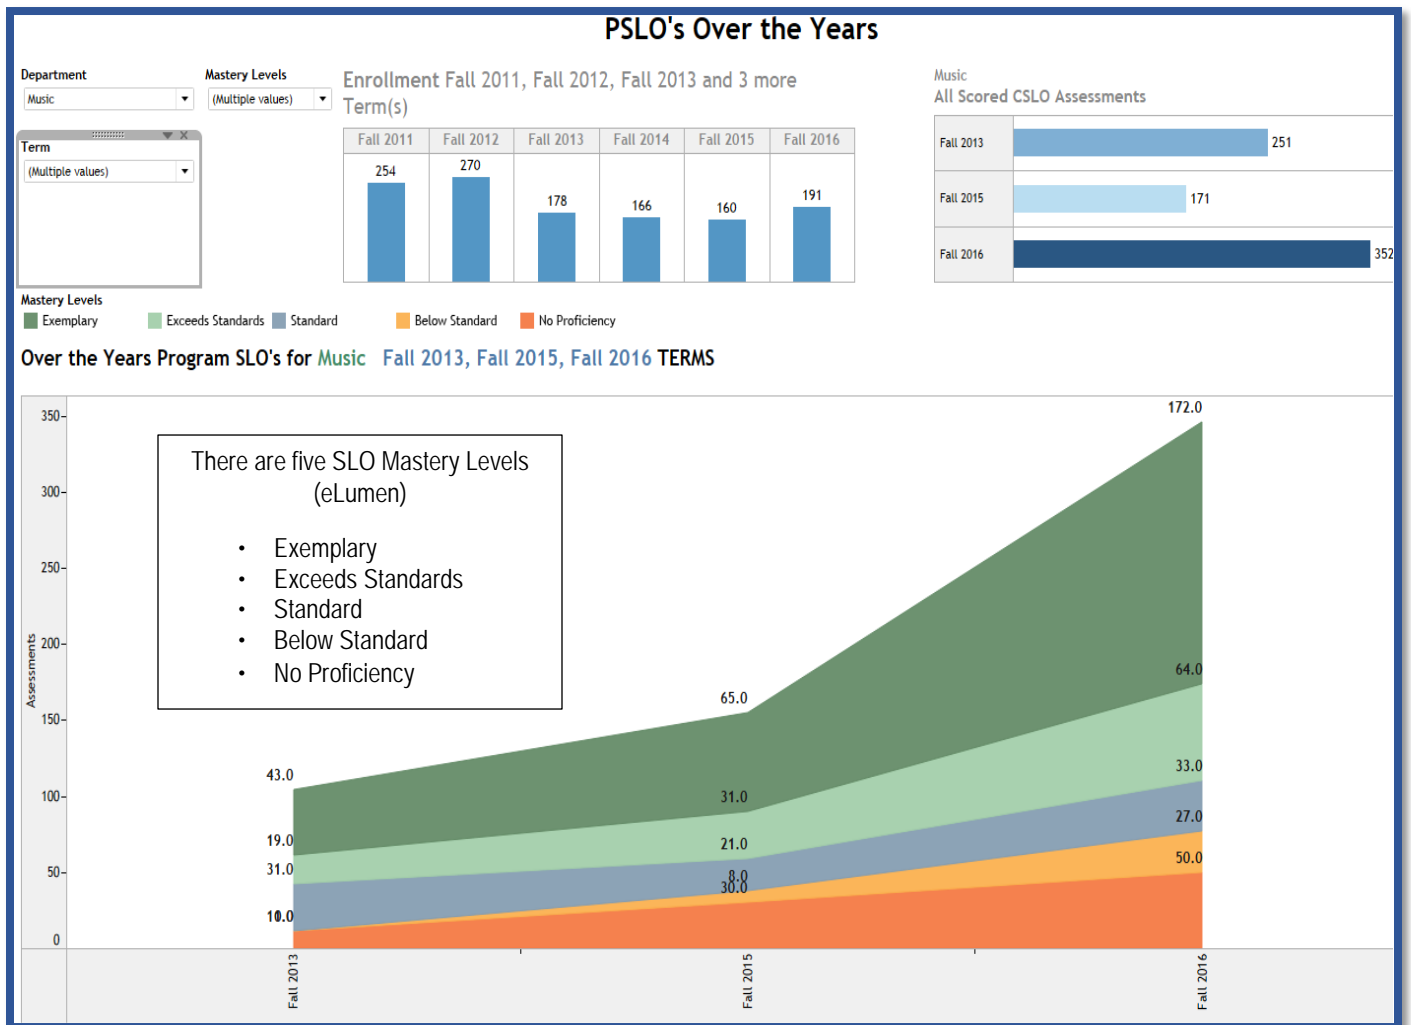 PSLO's Over the Years
Department
Music
Mastery Levels
(Multiple values)
Term
(Multiple values)
Enrollment Fall 2011, Fall 2012, Fall 2013 and 3 more
Term(s)
Fall 2011 Fall 2012 Fall 2013 Fall 2014 Fall 2015 Fall 2016
254 270 178 166 160 191
Music
All Scored CSLO Assessments
Fall 2013 251
Fall 2015 171
Fall 2016 352
Mastery Levels
Exemplary Exceeds Standards Standard Below Standard No Proficiency
Over the Years Program SLO's for Music Fall 2013, Fall 2015, Fall 2016 TERMS
There are five SLO Mastery Levels
(eLumen)
• Exemplary
• Exceeds Standards
• Standard
• Below Standard
• No Proficiency
Assessments
350
300
250
200
150
100
50
0
43.0
19.0
31.0
65.0
31.0
21.0
8.0
30.0
172.0
64.0
33.0
27.0
50.0
Fall 2013
Fall 2015
Fall 2016